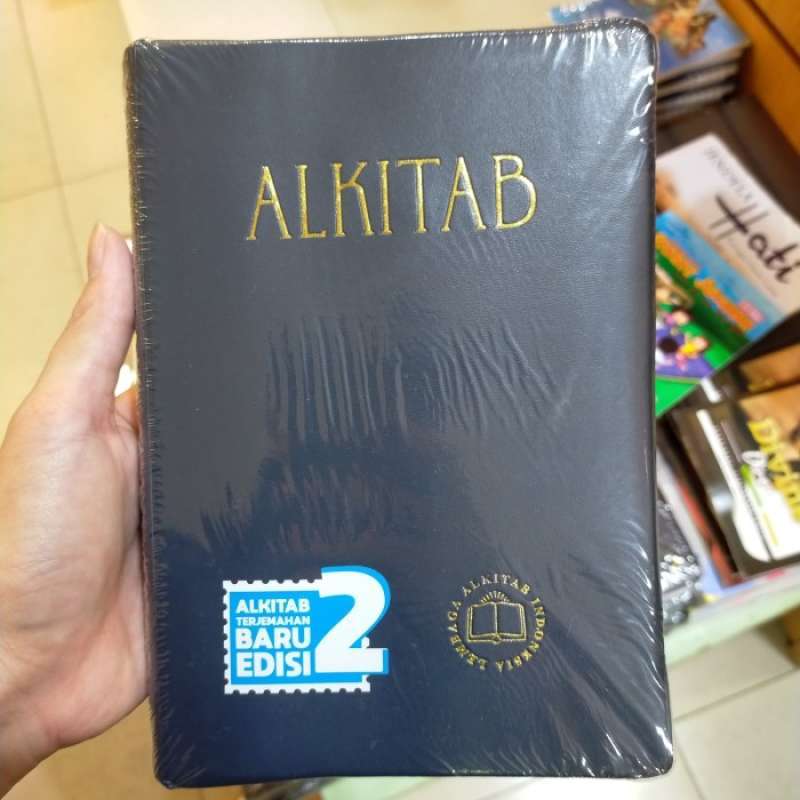 ALKITAB
ALKITAB
TERJEMAHAN
BARU
EDISI 2
LEMBAGA ALKITAB INDONESIA
Hati